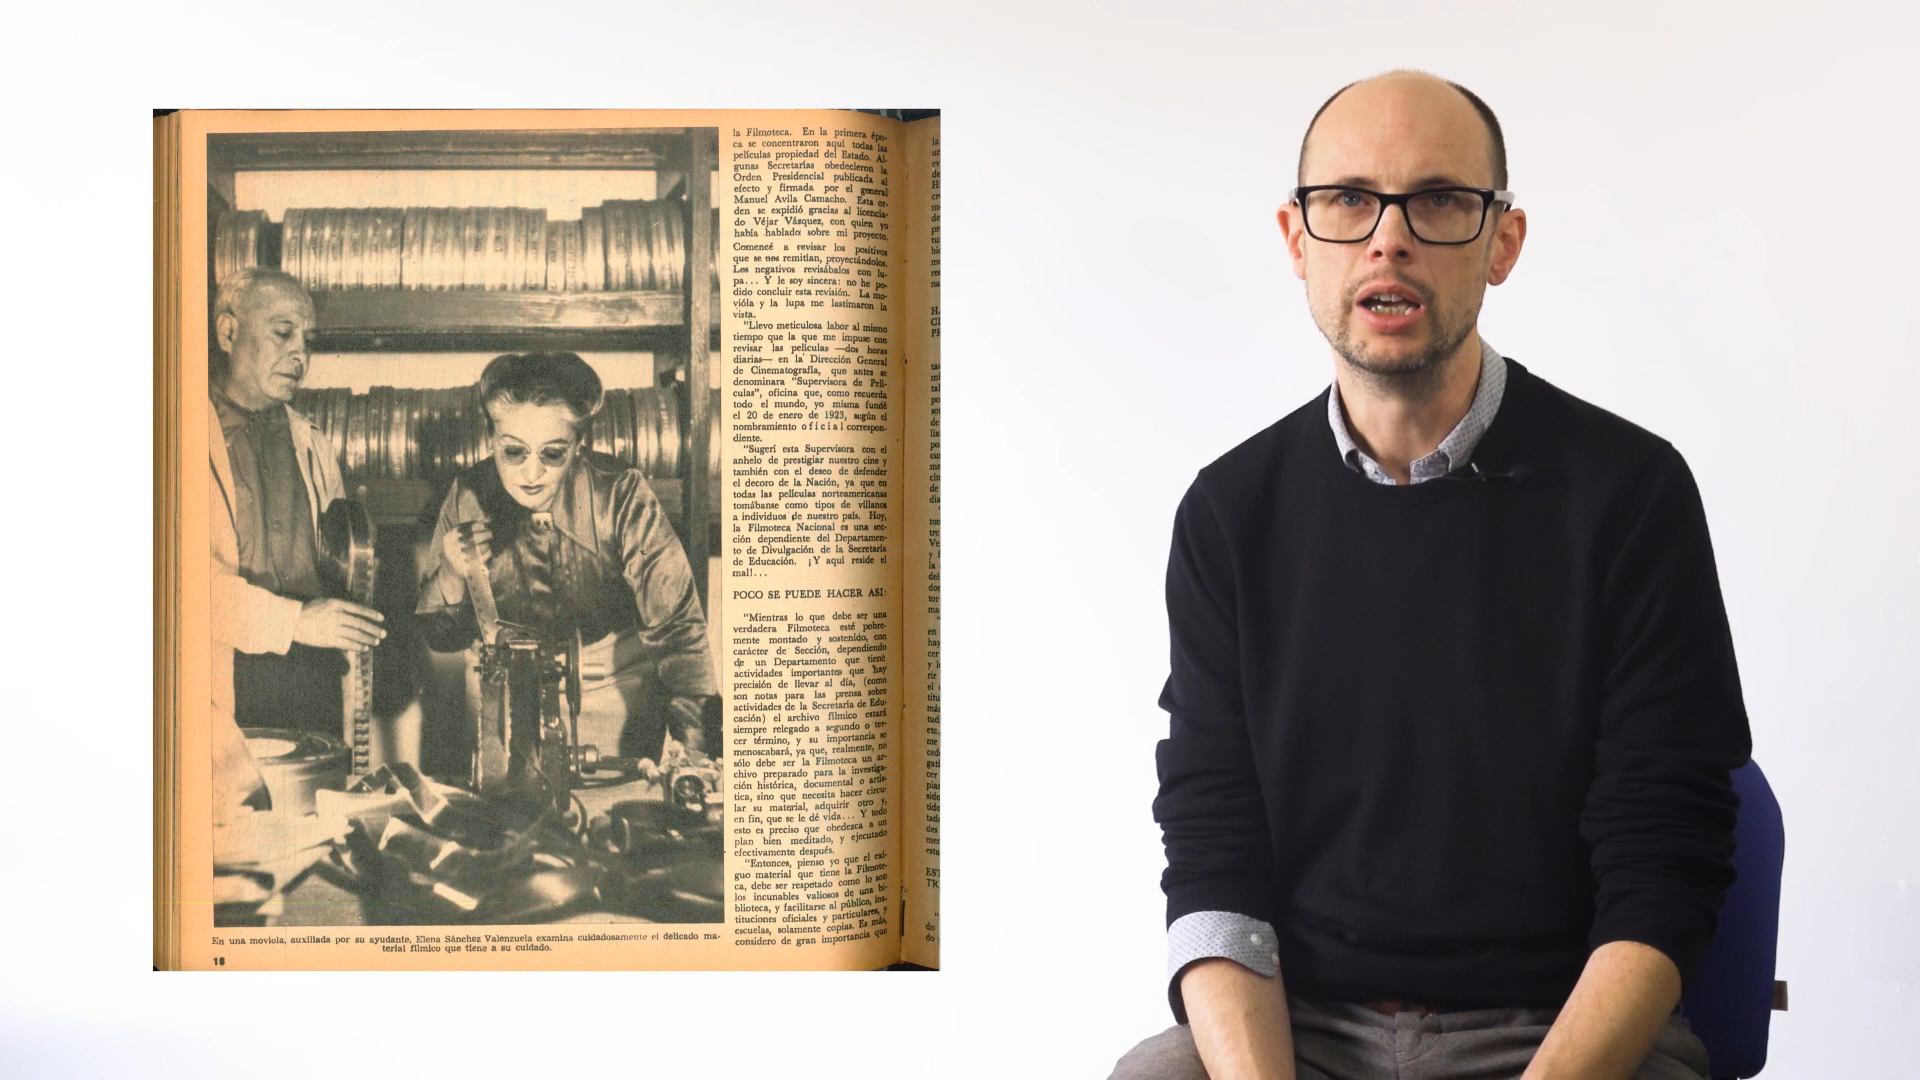 la Filmoteca. En la primera épo-
ca se concentraron aquí todas las
películas propiedad del Estado. Al-
gunas Secretarías obedecieron la
Orden Presidencial publicada al
efecto y firmada por el general
Manuel Avila Camacho. Esta or-
den se expidió gracias al licencia-
do Véjar Vázquez, con quien yo
había hablado sobre mi proyecto.
Comencé a revisar los positivos
que se nos remitían, proyectándolos.
Los negativos revisábalos con lu-
pa... Y le soy sincera: no he po-
dido concluir esta revisión. La mo-
vióla y la lupa me lastimaron la
vista.
"Llevo meticulosa labor al mismo
tiempo que la que me impuse con
revisar las películas —dos horas
diarias— en la Dirección General
de Cinematografía, que antes se
denominara "Supervisora de Pelí-
culas", oficina que, como recuerda
todo el mundo, yo misma fundé
el 20 de enero de 1923, según el
nombramiento oficial correspon-
diente.
"Sugerí esta Supervisora con el
anhelo de prestigiar nuestro cine y
también con el deseo de defender
el decoro de la Nación, ya que en
todas las películas norteamericanas
tomábanse como tipos de villanos
a individuos de nuestro país. Hoy,
la Filmoteca Nacional es una sec-
ción dependiente del Departamen-
to de Divulgación de la Secretaría
de Educación. ¡Y aquí reside el
mal!...
POCO SE PUEDE HACER ASI:
"Mientras lo que debe ser una
verdadera Filmoteca esté pobre-
mente montado y sostenido, con
carácter de Sección, dependiendo
de un Departamento que tiene
actividades importantes que hay
precisión de llevar al día, (como
son notas para las prensa sobre
actividades de la Secretaría de Edu-
cación) el archivo fílmico estará
siempre relegado a segundo o ter-
cer término, y su importancia se
menoscabará, ya que, realmente, no
sólo debe ser la Filmoteca un ar-
chivo preparado para la investiga-
ción histórica, documental o artís-
tica, sino que necesita hacer circu-
lar su material, adquirir otro y,
en fin, que se le dé vida... Y todo
esto es preciso que obedezca a un
plan bien meditado, y ejecutado
efectivamente después.
"Entonces, pienso yo que el exi-
guo material que tiene la Filmote-
ca, debe ser respetado como lo son
los incunables valiosos de una bi-
blioteca, y facilitarse al público, ins-
tituciones oficiales y particulares, y
escuelas, solamente copias. Es más,
considero de gran importancia que
En una moviola, auxiliada por su ayudante, Elena Sánchez Valenzuela examina cuidadosamente el delicado ma-
terial fílmico que tiene a su cuidado.
18